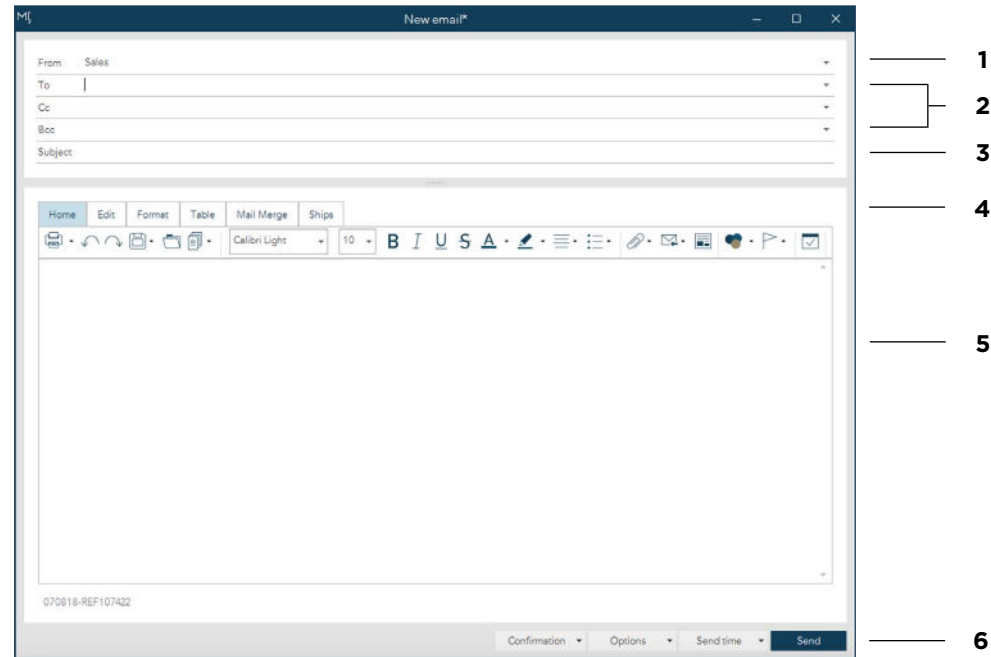 New email*
1
From Sales
To
2
Cc
Bcc
3
Subject
4
Home Edit Format Table Mail Merge Ships
Calibri Light 10 B I U S A
5
070818-REF107422
6
Confirmation Options Send time Send